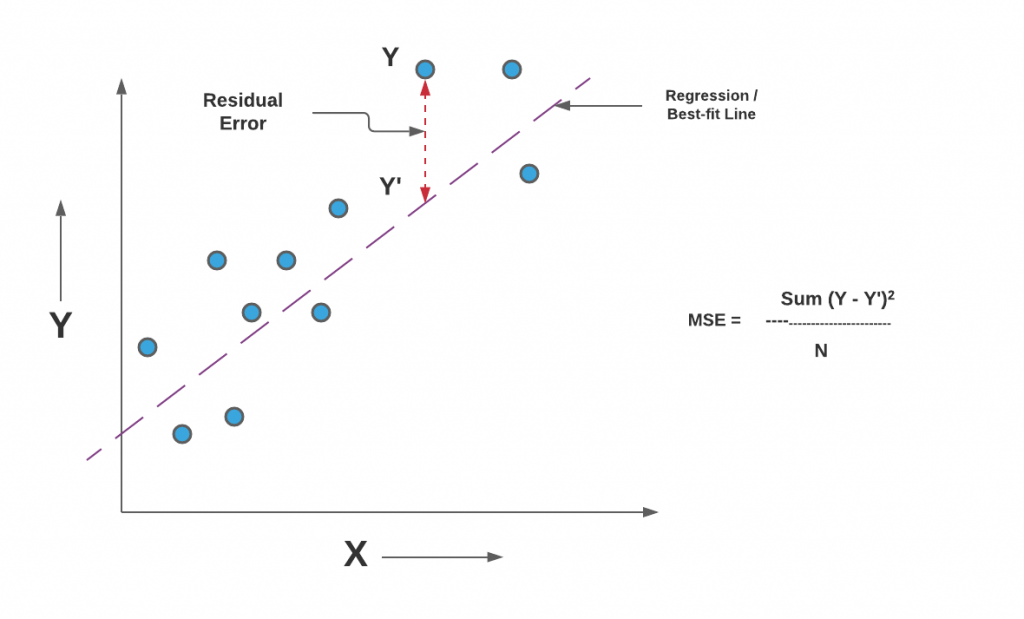 Y
Residual
Error
Regression /
Best-fit Line
Y'
Y
Sum (Y - Y')²
MSE = ----------------------------
N
X